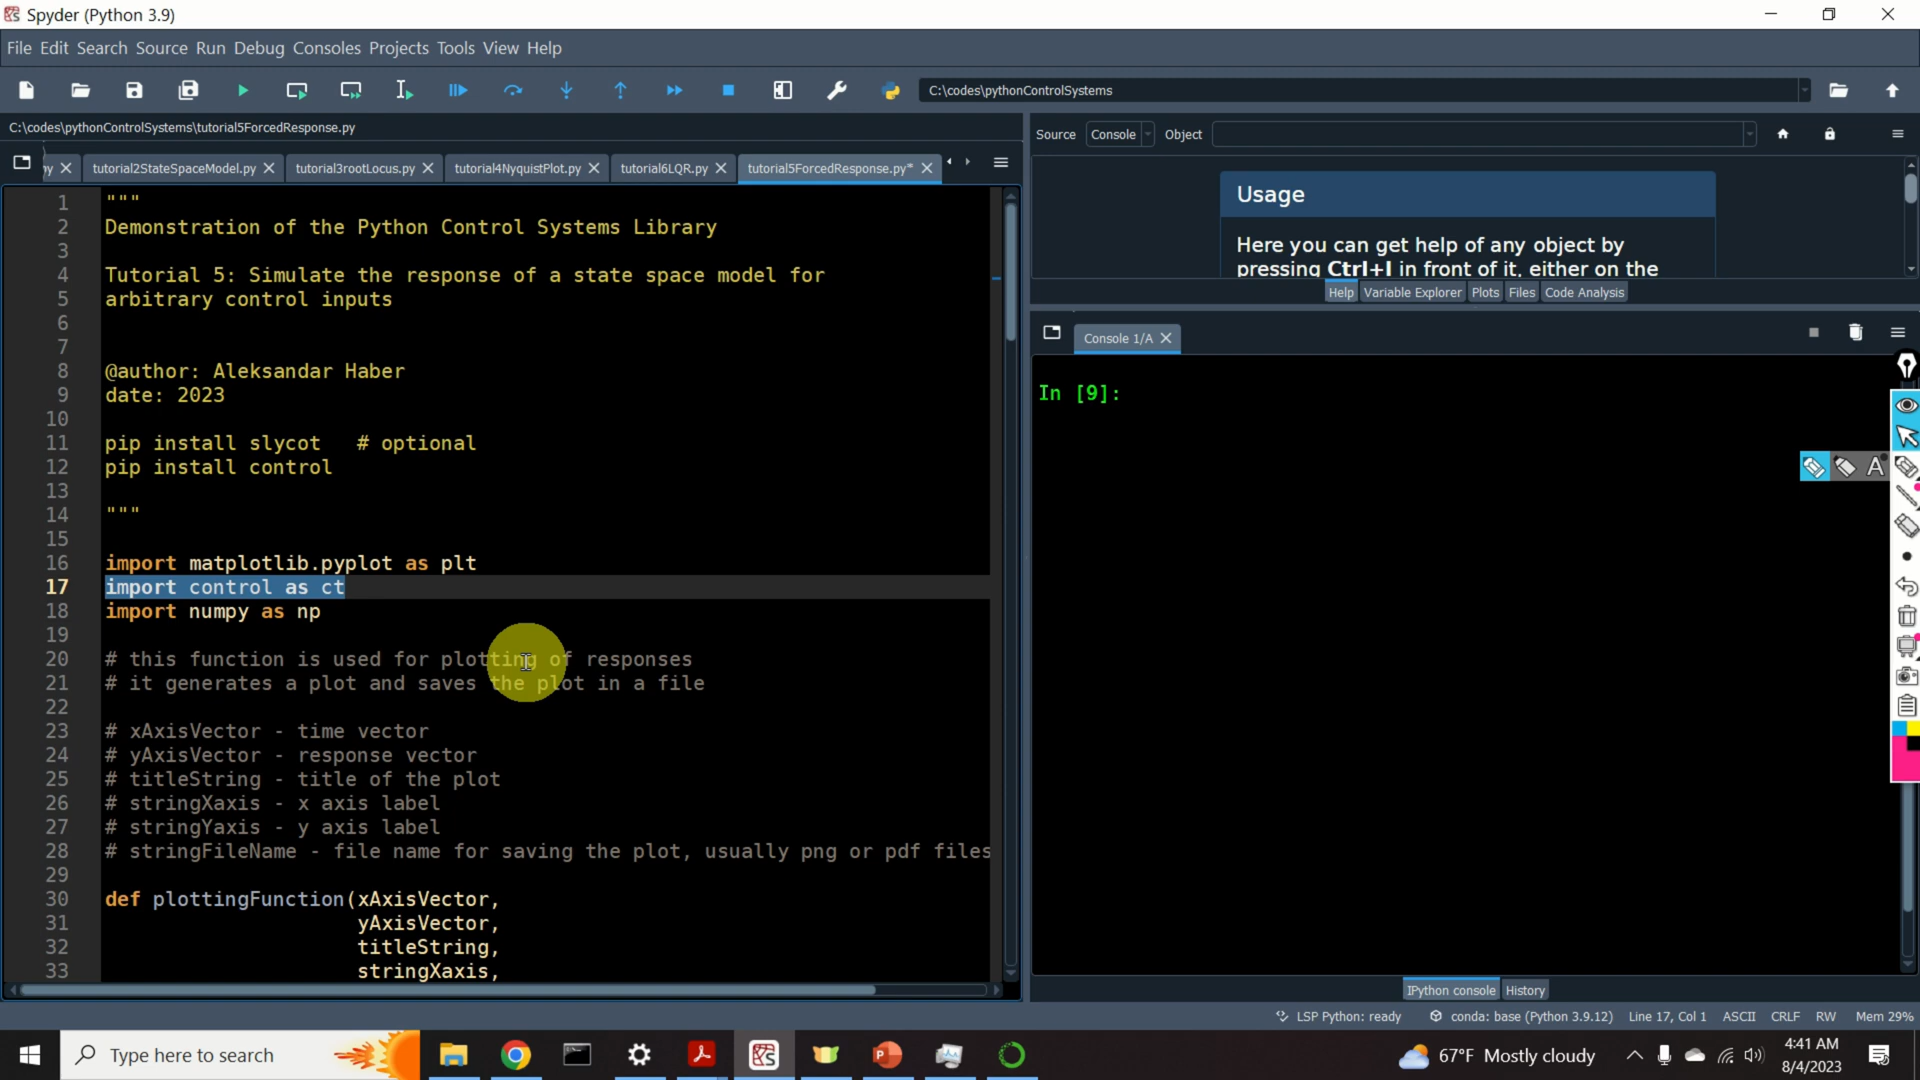 Spyder (Python 3.9)
File Edit Search Source Run Debug Consoles Projects Tools View Help
C:\codes\pythonControlSystems
C:\codes\pythonControlSystems\tutorial5ForcedResponse.py
tutorial2StateSpaceModel.py tutorial3rootLocus.py tutorial4NyquistPlot.py tutorial6LQR.py tutorial5ForcedResponse.py*
1 """
2 Demonstration of the Python Control Systems Library
3
4 Tutorial 5: Simulate the response of a state space model for
5 arbitrary control inputs
6
7
8 @author: Aleksandar Haber
9 date: 2023
10
11 pip install slycot   # optional
12 pip install control
13
14 """
15
16 import matplotlib.pyplot as plt
17 import control as ct
18 import numpy as np
19
20 # this function is used for plotting of responses
21 # it generates a plot and saves the plot in a file
22
23 # xAxisVector - time vector
24 # yAxisVector - response vector
25 # titleString - title of the plot
26 # stringXaxis - x axis label
27 # stringYaxis - y axis label
28 # stringFileName - file name for saving the plot, usually png or pdf files
29
30 def plottingFunction(xAxisVector,
31 yAxisVector,
32 titleString,
33 stringXaxis,
Source Console Object
Usage
Here you can get help of any object by
pressing Ctrl+I in front of it, either on the
Help Variable Explorer Plots Files Code Analysis
Console 1/A
In [9]:
A
IPython console History
LSP Python: ready conda: base (Python 3.9.12) Line 17, Col 1 ASCII CRLF RW Mem 29%
Type here to search
67°F Mostly cloudy
4:41 AM
8/4/2023